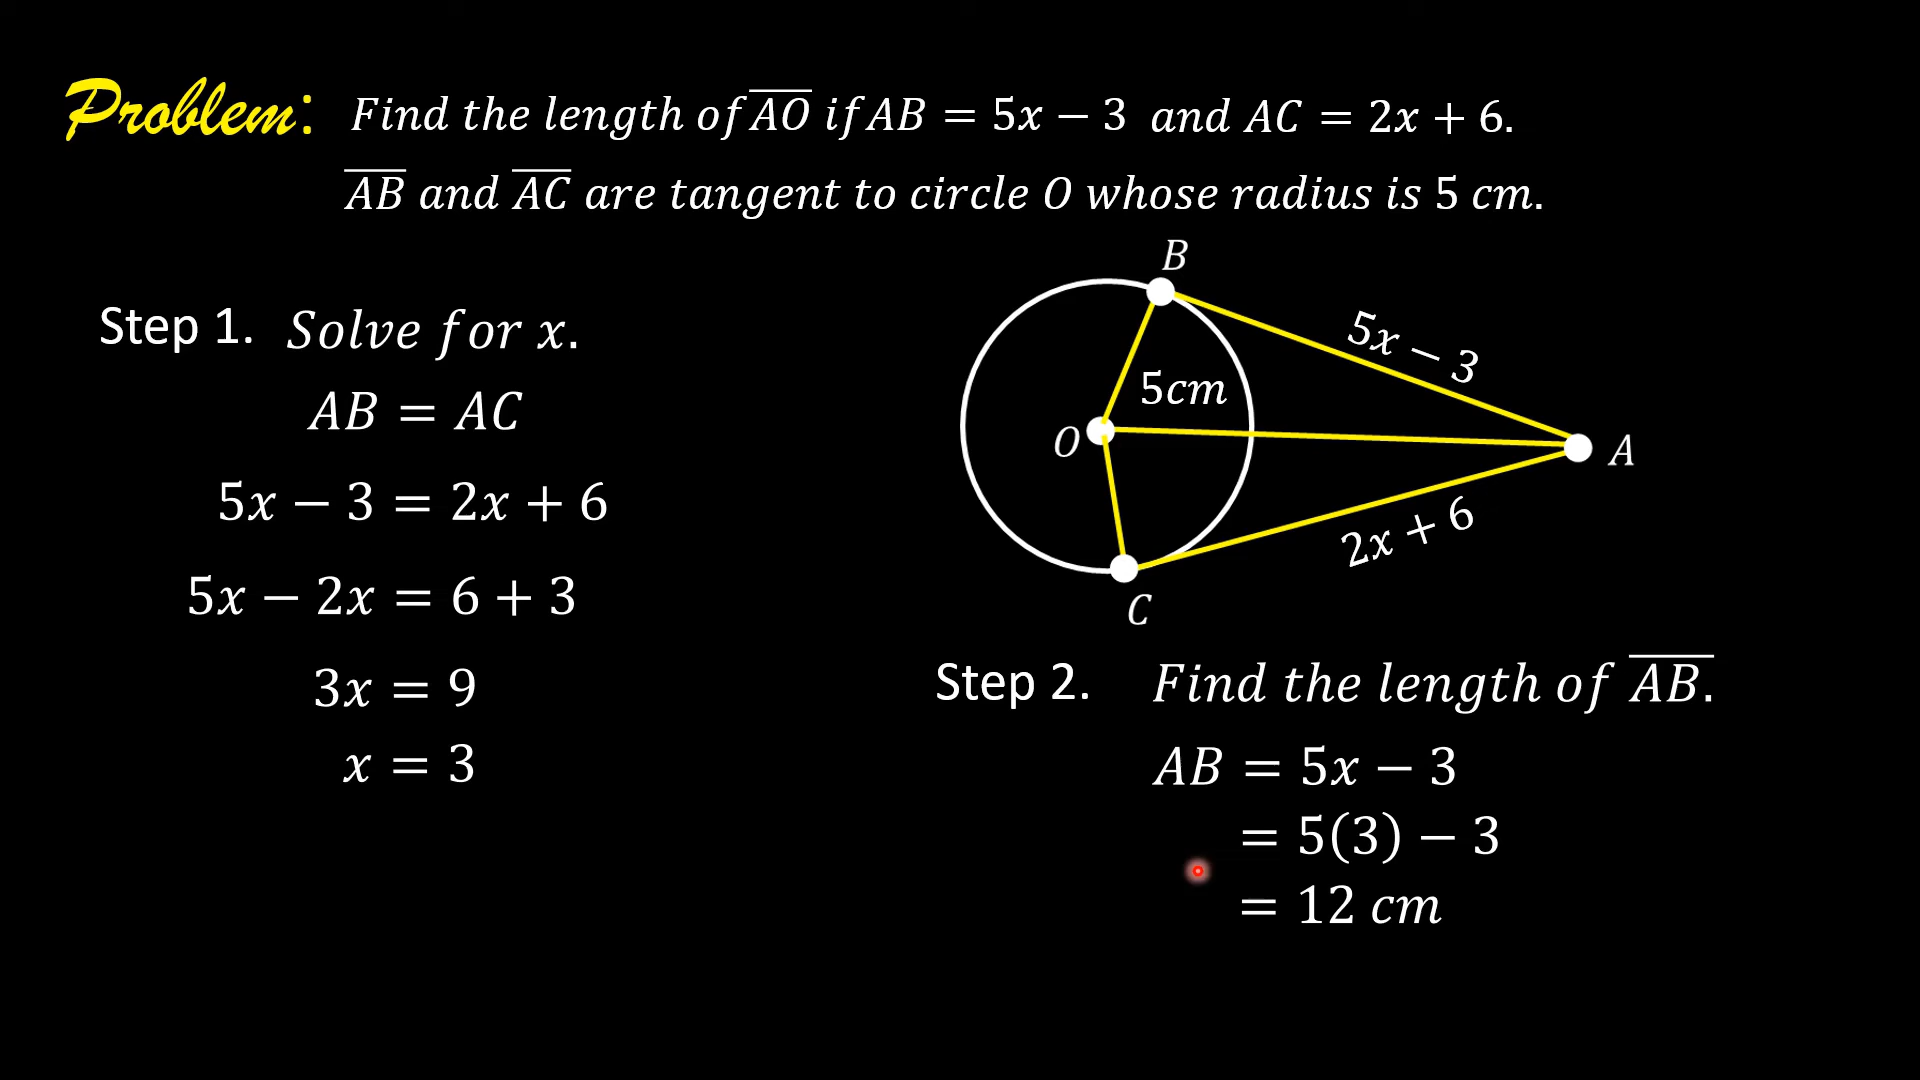 Problem: Find the length of AO if AB = 5x − 3 and AC = 2x + 6.
AB and AC are tangent to circle O whose radius is 5 cm.
Step 1. Solve for x.
AB = AC
5x − 3 = 2x + 6
5x − 2x = 6 + 3
3x = 9
x = 3
B
5x − 3
5cm
O
A
2x + 6
C
Step 2. Find the length of AB.
AB = 5x − 3
= 5(3) − 3
= 12 cm